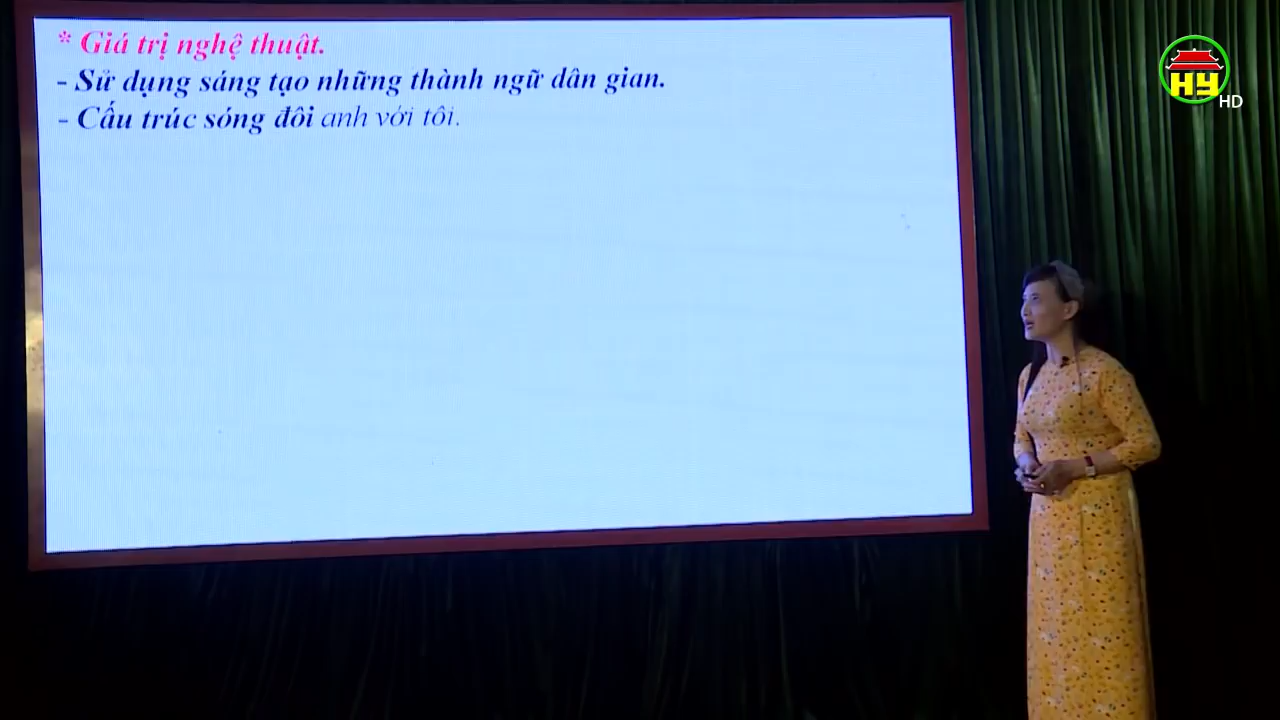 * Giá trị nghệ thuật.
- Sử dụng sáng tạo những thành ngữ dân gian.
- Cấu trúc sóng đôi anh với tôi.
HY
HD